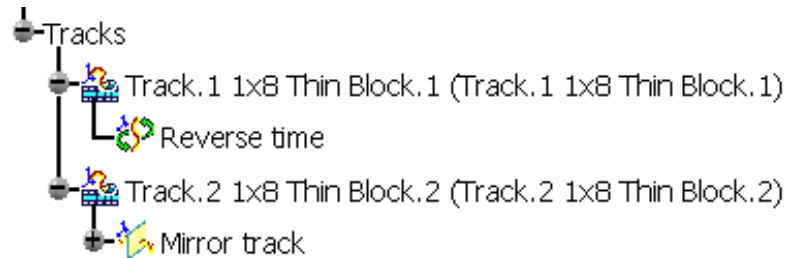 Tracks
Track.1 1x8 Thin Block.1 (Track.1 1x8 Thin Block.1)
Reverse time
Track.2 1x8 Thin Block.2 (Track.2 1x8 Thin Block.2)
Mirror track